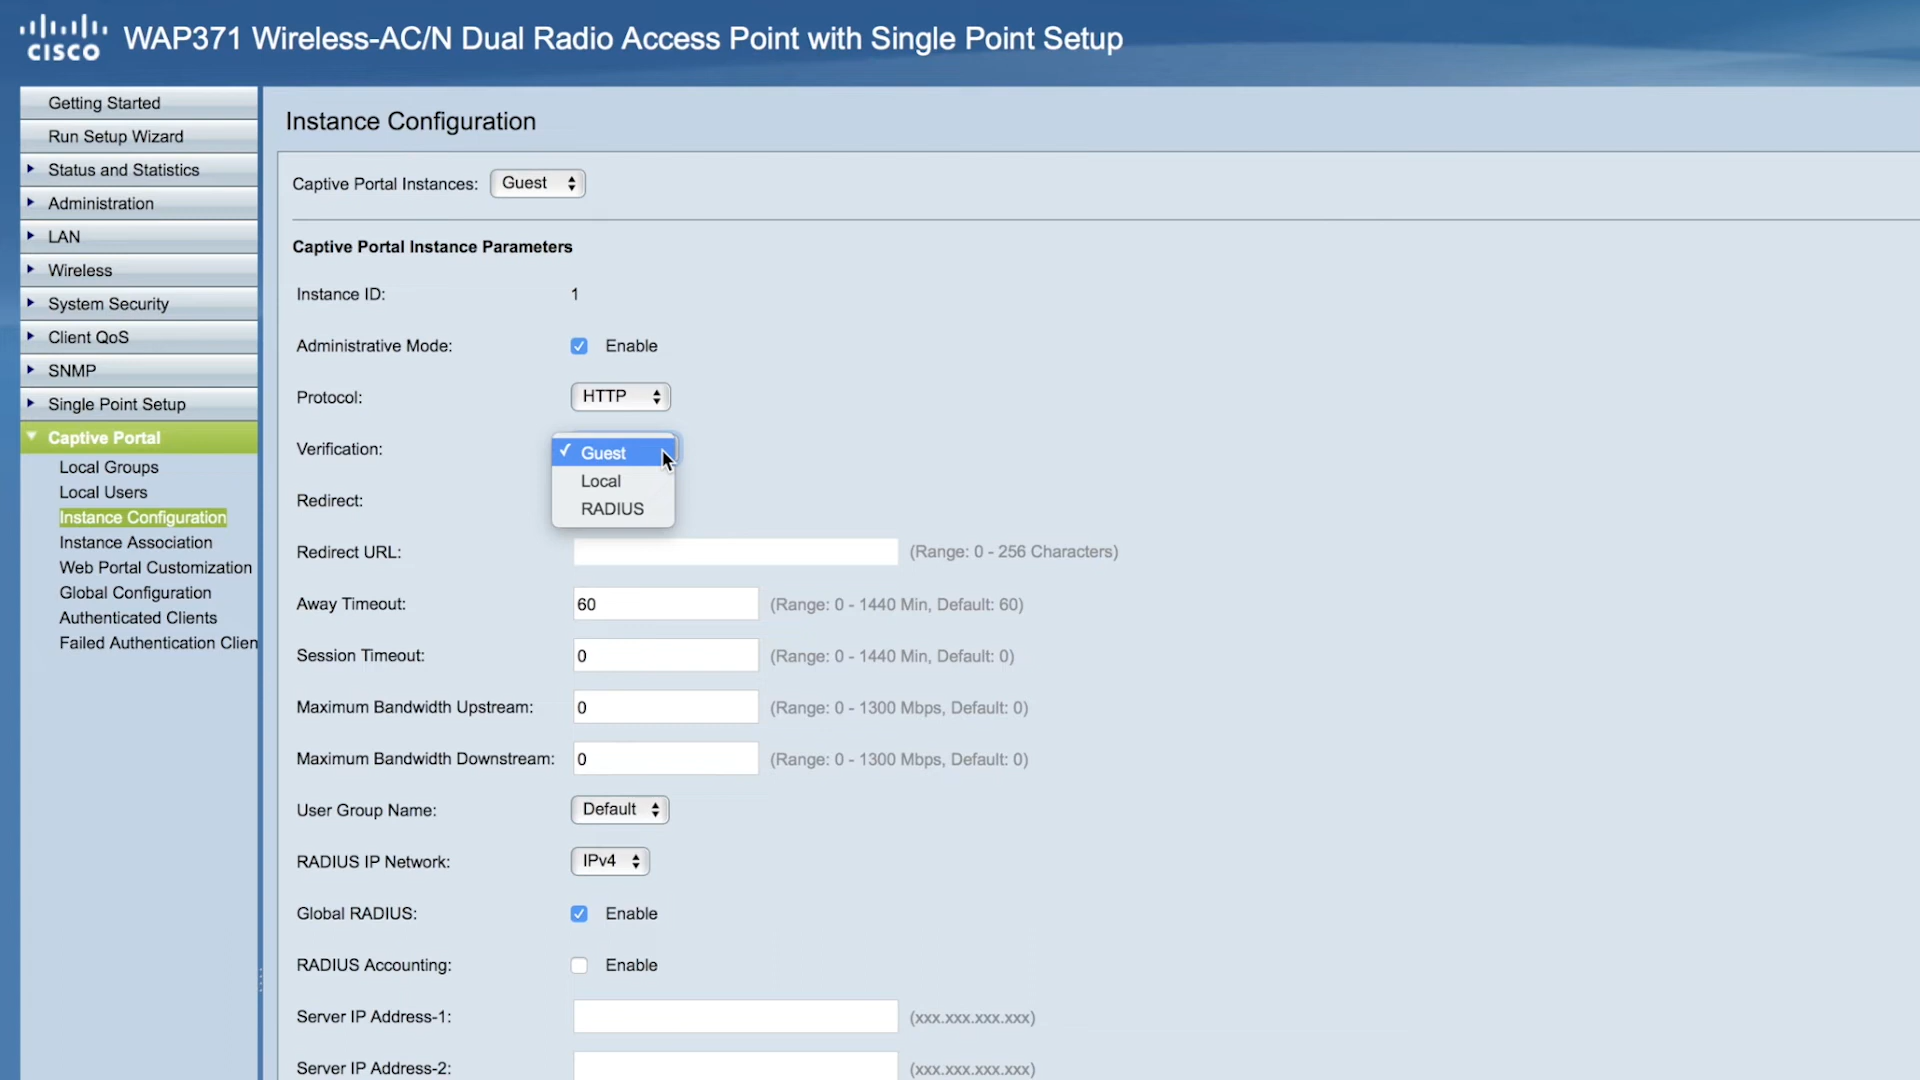 CISCO WAP371 Wireless-AC/N Dual Radio Access Point with Single Point Setup
Getting Started
Run Setup Wizard
Status and Statistics
Administration
LAN
Wireless
System Security
Client QoS
SNMP
Single Point Setup
Captive Portal
Local Groups
Local Users
Instance Configuration
Instance Association
Web Portal Customization
Global Configuration
Authenticated Clients
Failed Authentication Clien
Instance Configuration
Captive Portal Instances: Guest
Captive Portal Instance Parameters
Instance ID: 1
Administrative Mode: Enable
Protocol: HTTP
Verification: Guest
Local
Redirect:
RADIUS
Redirect URL: (Range: 0 - 256 Characters)
Away Timeout: 60 (Range: 0 - 1440 Min, Default: 60)
Session Timeout: 0 (Range: 0 - 1440 Min, Default: 0)
Maximum Bandwidth Upstream: 0 (Range: 0 - 1300 Mbps, Default: 0)
Maximum Bandwidth Downstream: 0 (Range: 0 - 1300 Mbps, Default: 0)
User Group Name: Default
RADIUS IP Network: IPv4
Global RADIUS: Enable
RADIUS Accounting: Enable
Server IP Address-1: (xxx.xxx.xxx.xxx)
Server IP Address-2: (xxx.xxx.xxx.xxx)